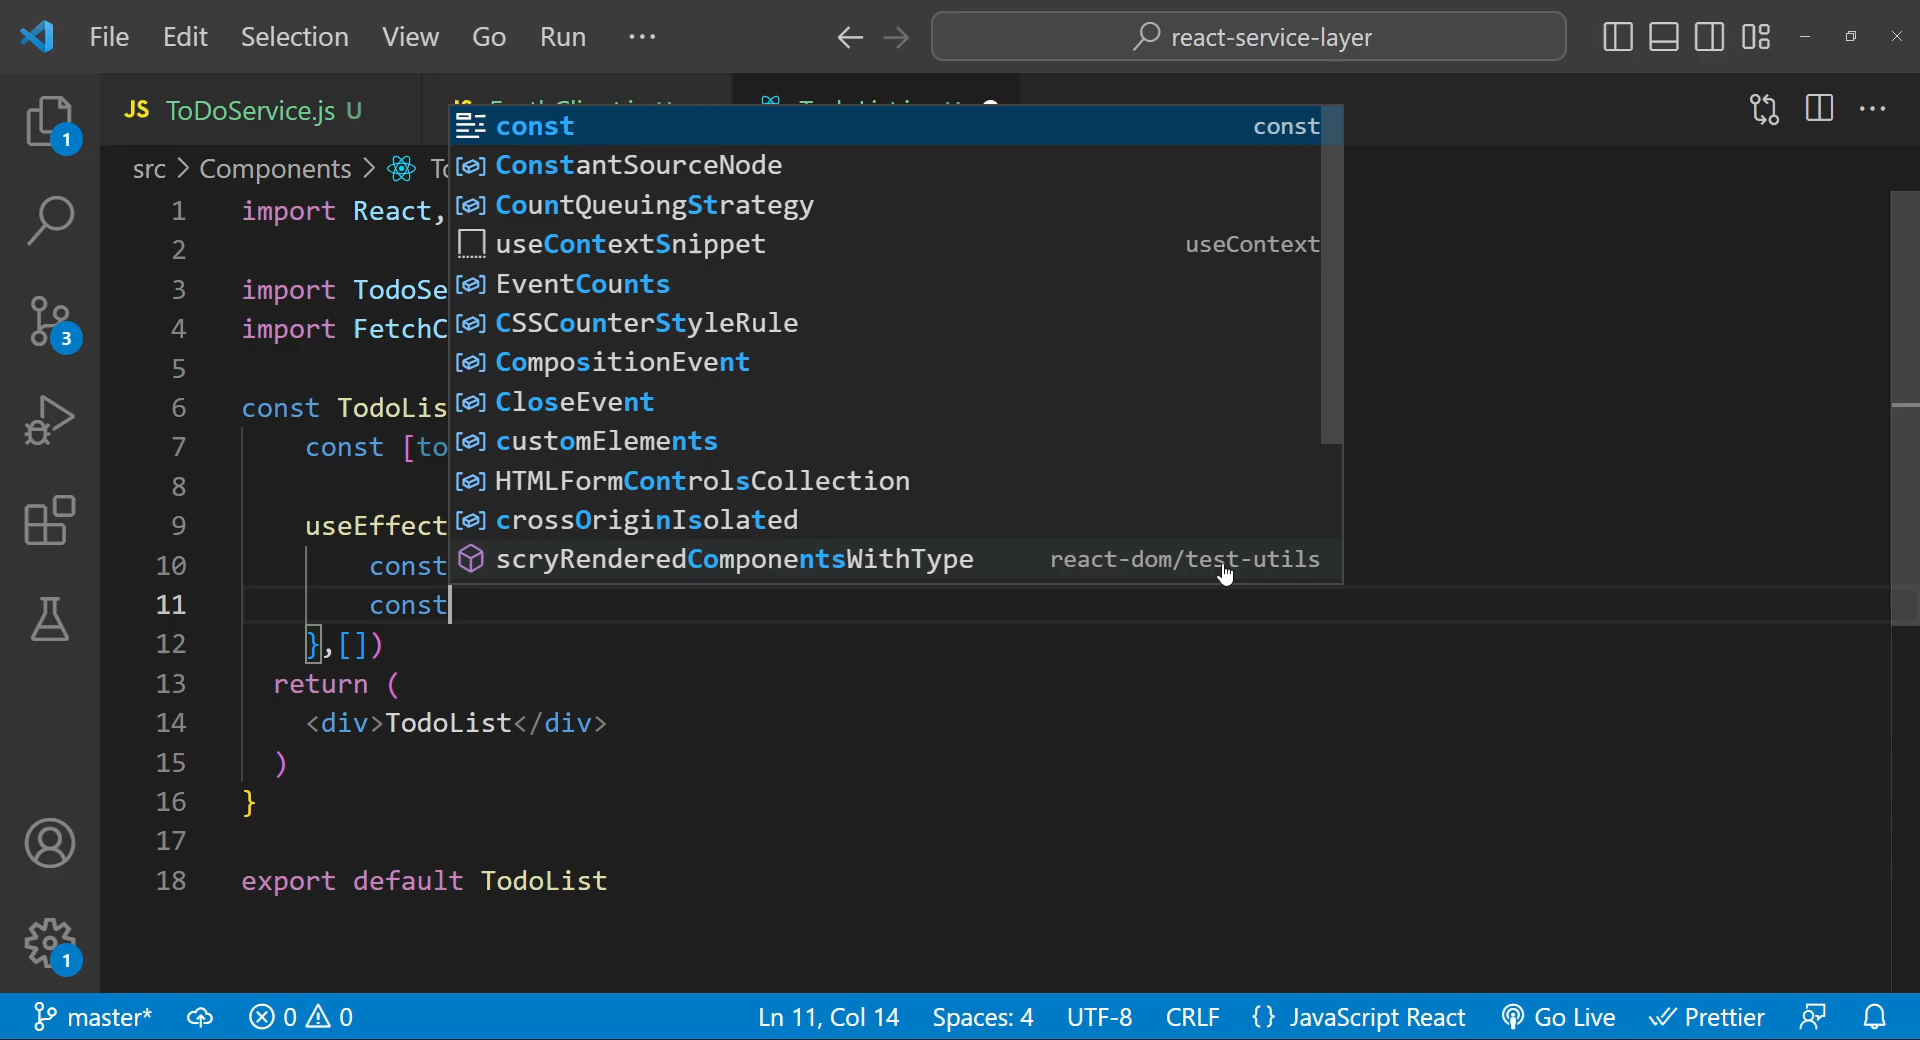 File Edit Selection View Go Run ··· react-service-layer
JS ToDoService.js U
src > Components >
1 import React,
2
3 import TodoSe
4 import FetchC
5
6 const TodoLis
7 const [to
8
9 useEffect
10 const
11 const
12 },[])
13 return (
14 <div>TodoList</div>
15 )
16 }
17
18 export default TodoList
const const
ConstantSourceNode
CountQueuingStrategy
useContextSnippet useContext
EventCounts
CSSCounterStyleRule
CompositionEvent
CloseEvent
customElements
HTMLFormControlsCollection
crossOriginIsolated
scryRenderedComponentsWithType react-dom/test-utils
1
3
1
master* 0 0 Ln 11, Col 14 Spaces: 4 UTF-8 CRLF {} JavaScript React Go Live Prettier